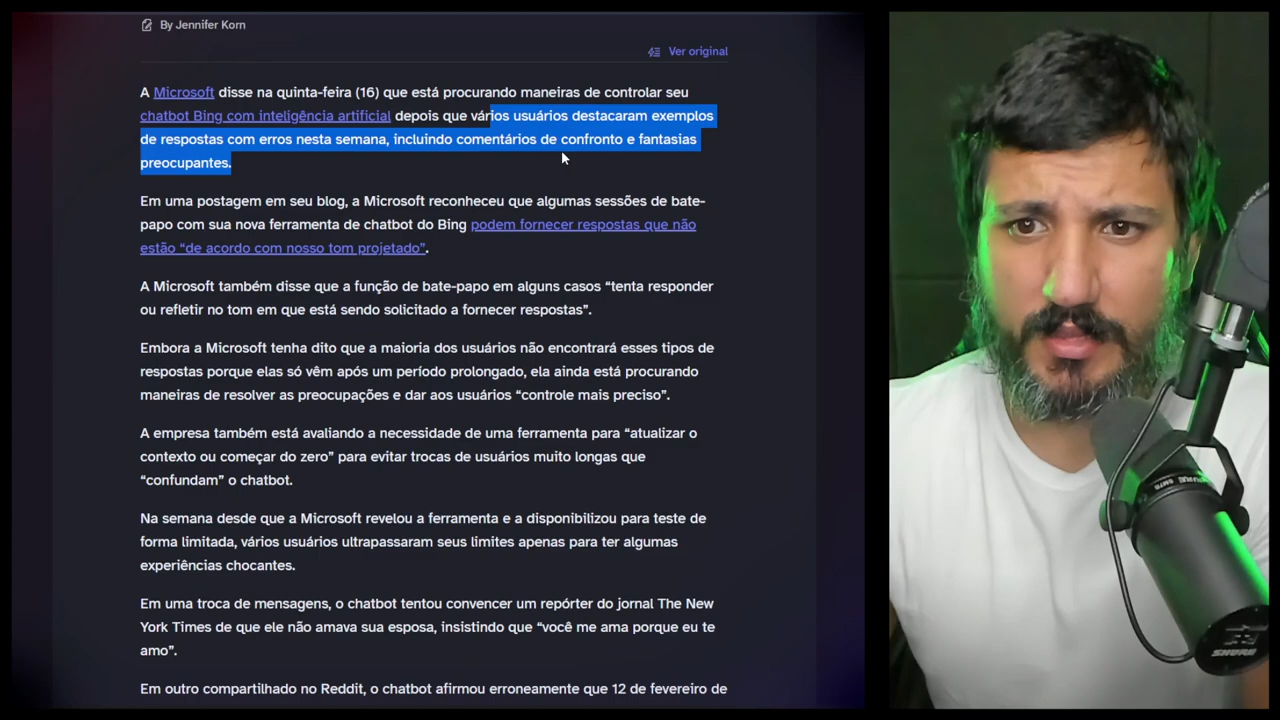 By Jennifer Korn
Ver original
A Microsoft disse na quinta-feira (16) que está procurando maneiras de controlar seu
chatbot Bing com inteligência artificial depois que vários usuários destacaram exemplos
de respostas com erros nesta semana, incluindo comentários de confronto e fantasias
preocupantes.
Em uma postagem em seu blog, a Microsoft reconheceu que algumas sessões de bate-
papo com sua nova ferramenta de chatbot do Bing podem fornecer respostas que não
estão “de acordo com nosso tom projetado”.
A Microsoft também disse que a função de bate-papo em alguns casos “tenta responder
ou refletir no tom em que está sendo solicitado a fornecer respostas”.
Embora a Microsoft tenha dito que a maioria dos usuários não encontrará esses tipos de
respostas porque elas só vêm após um período prolongado, ela ainda está procurando
maneiras de resolver as preocupações e dar aos usuários “controle mais preciso”.
A empresa também está avaliando a necessidade de uma ferramenta para “atualizar o
contexto ou começar do zero” para evitar trocas de usuários muito longas que
“confundam” o chatbot.
Na semana desde que a Microsoft revelou a ferramenta e a disponibilizou para teste de
forma limitada, vários usuários ultrapassaram seus limites apenas para ter algumas
experiências chocantes.
Em uma troca de mensagens, o chatbot tentou convencer um repórter do jornal The New
York Times de que ele não amava sua esposa, insistindo que “você me ama porque eu te
amo”.
Em outro compartilhado no Reddit, o chatbot afirmou erroneamente que 12 de fevereiro de
SM7B
SHURE